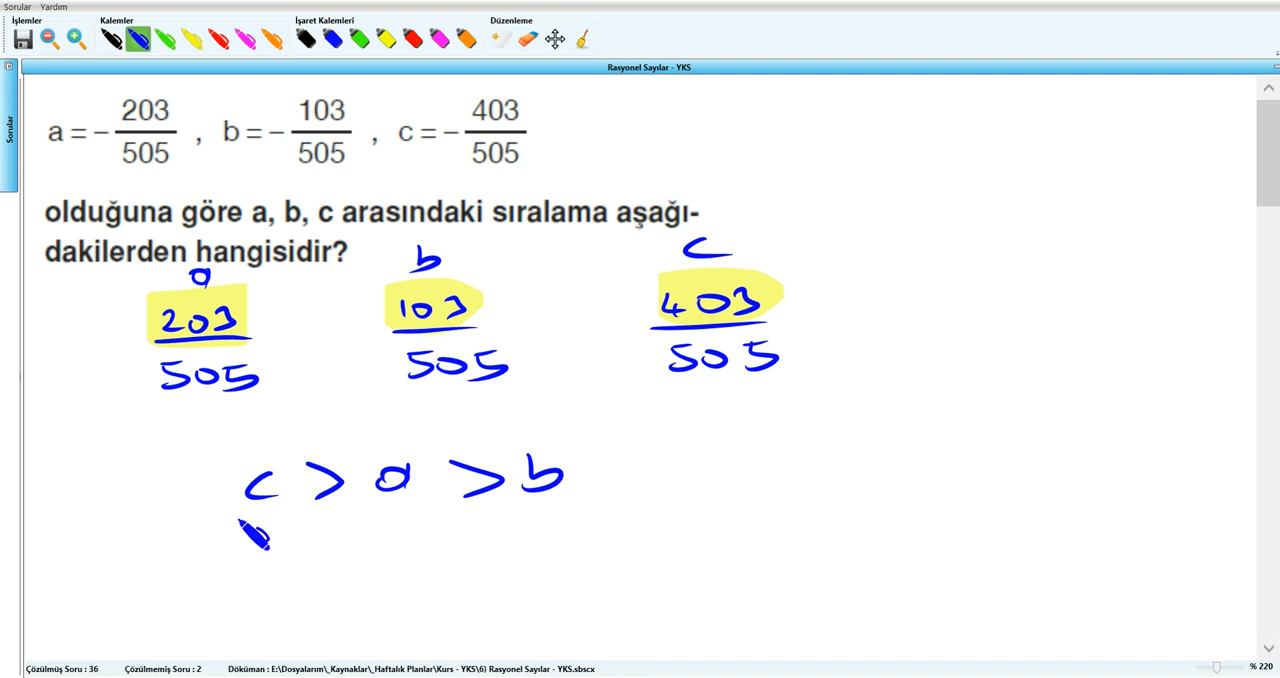 Sorular Yardım
İşlemler Kalemler İşaret Kalemleri Düzenleme
Rasyonel Sayılar - YKS
Sorular
a = - 203/505 , b = - 103/505 , c = - 403/505
olduğuna göre a, b, c arasındaki sıralama aşağı-
dakilerden hangisidir?
a b c
203/505 103/505 403/505
c > a > b
Çözülmüş Soru : 36 Çözülmemiş Soru : 2 Döküman : E:\Dosyalarım\_Kaynaklar\_Haftalık Planlar\Kurs - YKS\6) Rasyonel Sayılar - YKS.sbscx % 220